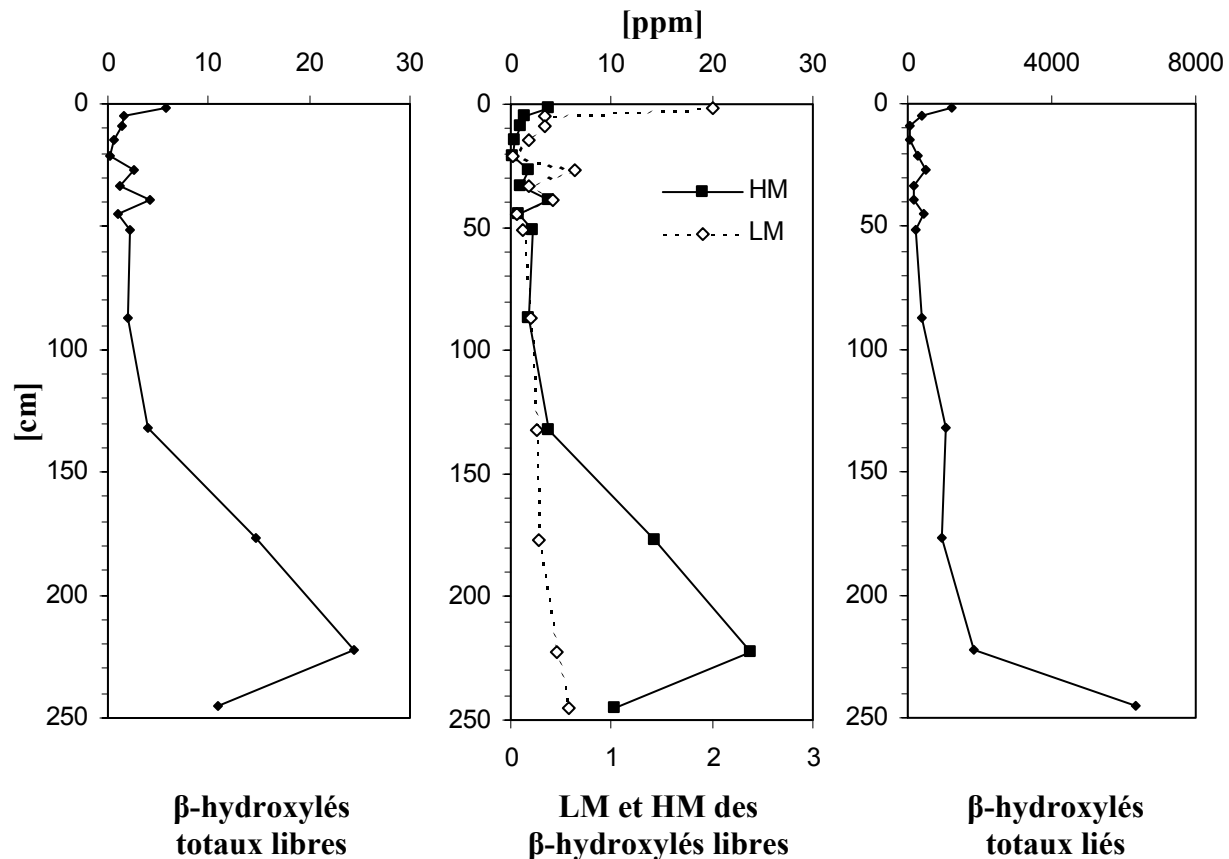 [ppm]
0 10 20 30
0 10 20 30
0 4000 8000
0
50
100
150
200
250
[cm]
0
50
100
150
200
250
HM
LM
0 1 2 3
0
50
100
150
200
250
β-hydroxylés
totaux libres
LM et HM des
β-hydroxylés libres
β-hydroxylés
totaux liés